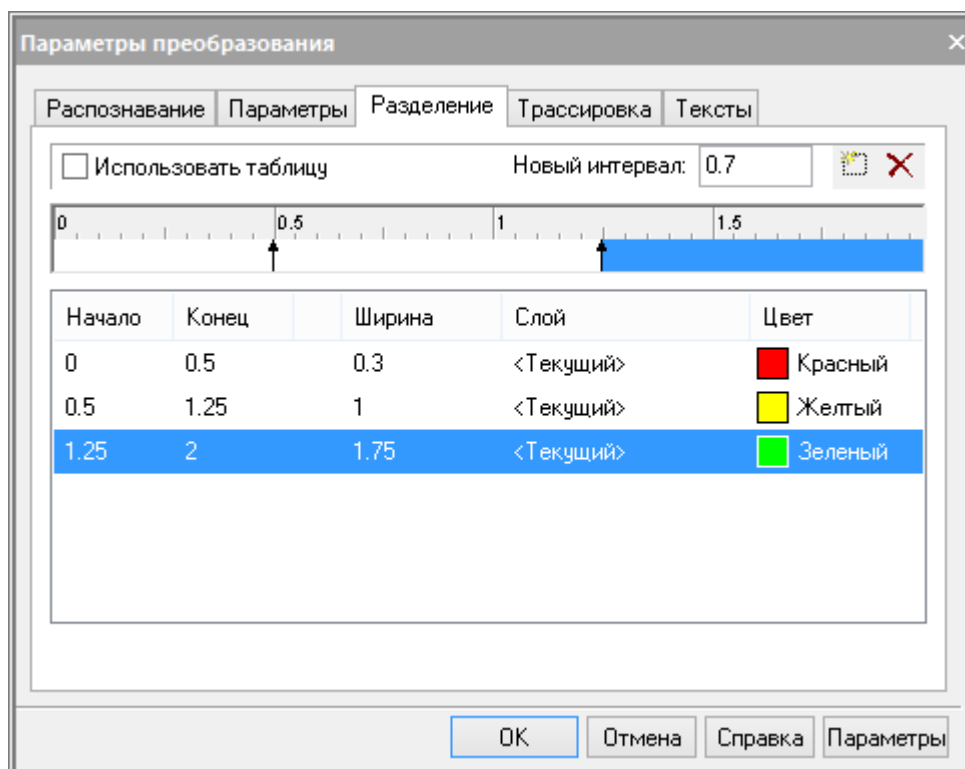 Параметры преобразования
Распознавание Параметры Разделение Трассировка Тексты
Использовать таблицу Новый интервал: 0.7
0 0.5 1 1.5
Начало Конец Ширина Слой Цвет
0 0.5 0.3 <Текущий> Красный
0.5 1.25 1 <Текущий> Желтый
1.25 2 1.75 <Текущий> Зеленый
OK Отмена Справка Параметры